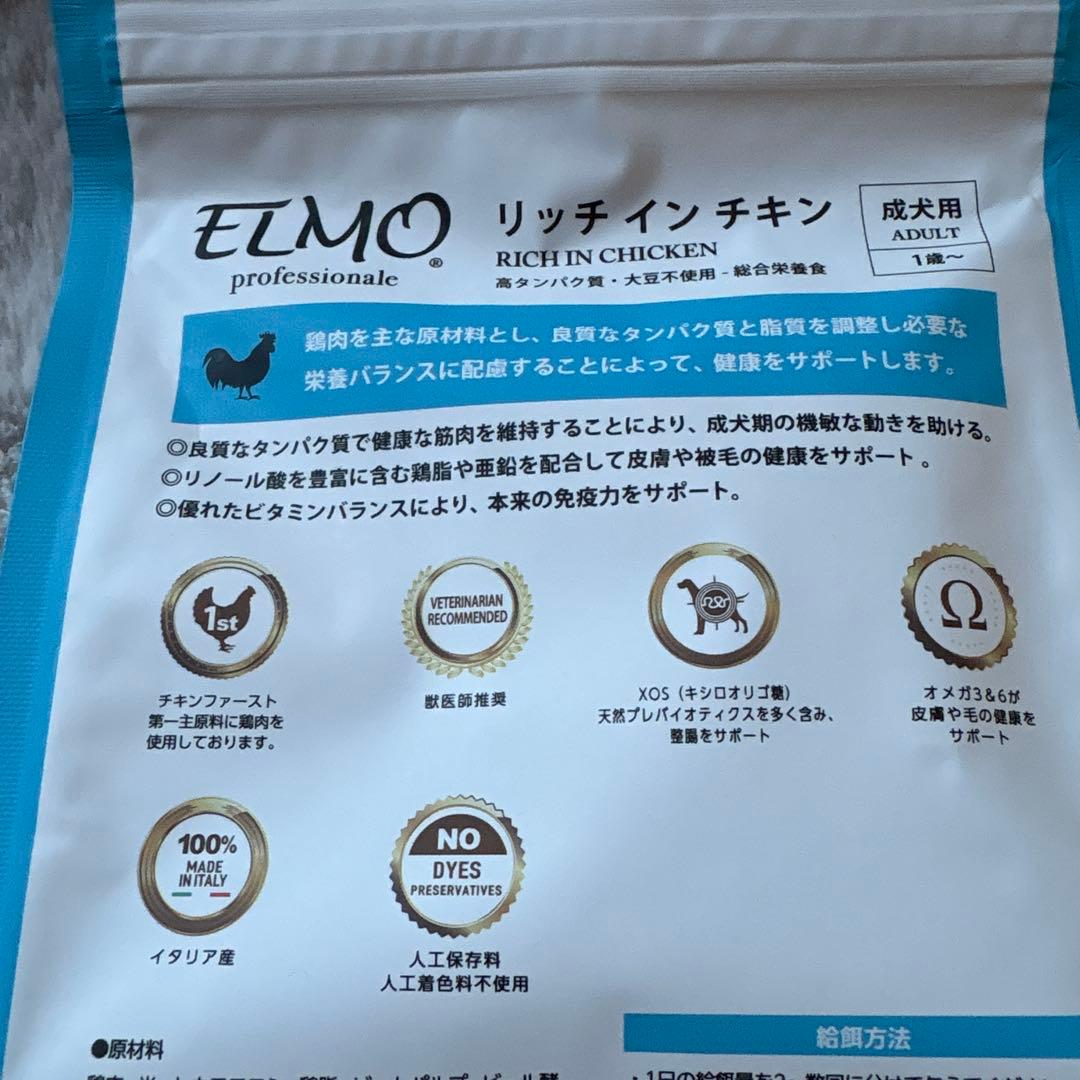 ELMO®
professionale
リッチ イン チキン
RICH IN CHICKEN
高タンパク質・大豆不使用 - 総合栄養食
成犬用
ADULT
1歳～
鶏肉を主な原材料とし、良質なタンパク質と脂質を調整し必要な
栄養バランスに配慮することによって、健康をサポートします。
◎良質なタンパク質で健康な筋肉を維持することにより、成犬期の機敏な動きを助ける。
◎リノール酸を豊富に含む鶏脂や亜鉛を配合して皮膚や被毛の健康をサポート。
◎優れたビタミンバランスにより、本来の免疫力をサポート。
1st
チキンファースト
第一主原料に鶏肉を
使用しております。
VETERINARIAN
RECOMMENDED
獣医師推奨
XOS（キシロオリゴ糖）
天然プレバイオティクスを多く含み、
整腸をサポート
Ω
オメガ3&6が
皮膚や毛の健康を
サポート
100%
MADE
IN ITALY
イタリア産
NO
DYES
PRESERVATIVES
人工保存料
人工着色料不使用
●原材料
給餌方法